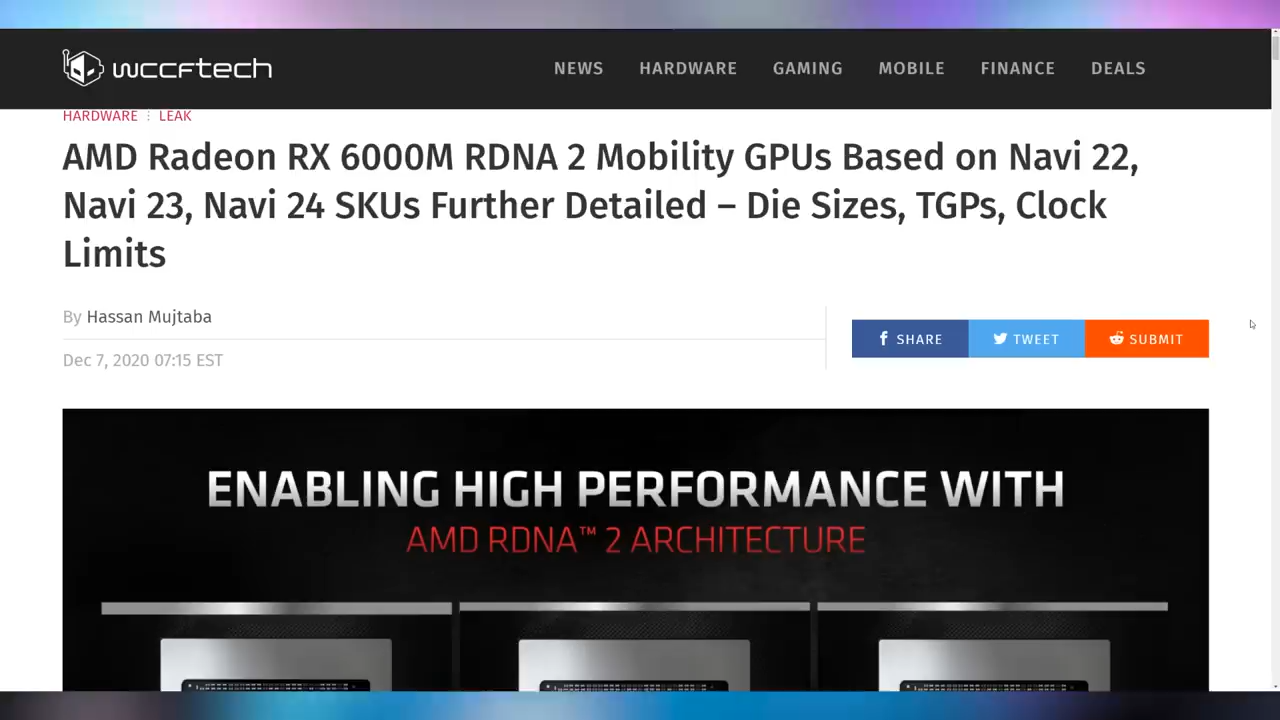 wccftech
NEWS HARDWARE GAMING MOBILE FINANCE DEALS
HARDWARE ⋮ LEAK
AMD Radeon RX 6000M RDNA 2 Mobility GPUs Based on Navi 22,
Navi 23, Navi 24 SKUs Further Detailed – Die Sizes, TGPs, Clock
Limits
By Hassan Mujtaba
Dec 7, 2020 07:15 EST
SHARE TWEET SUBMIT
ENABLING HIGH PERFORMANCE WITH
AMD RDNA™ 2 ARCHITECTURE